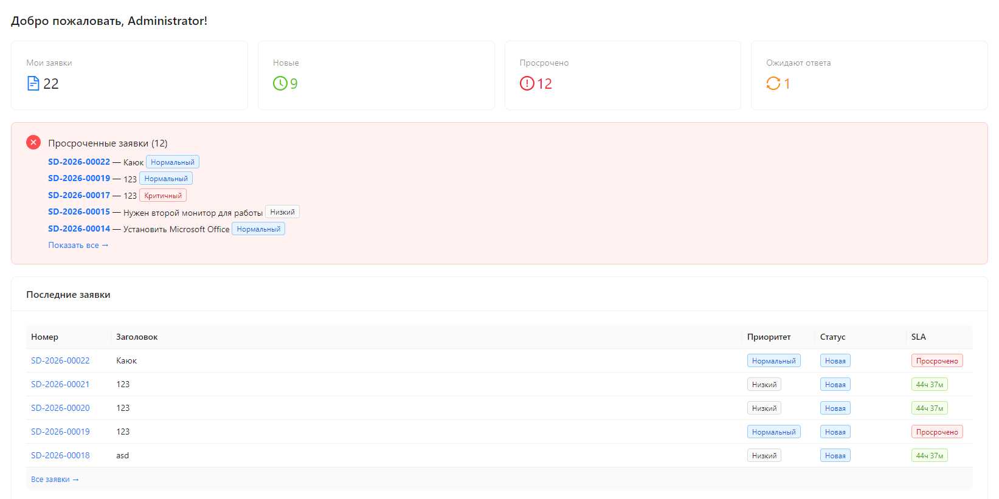 Добро пожаловать, Administrator!
Мои заявки
22
Новые
9
Просрочено
12
Ожидают ответа
1
Просроченные заявки (12)
SD-2026-00022 — Каюк Нормальный
SD-2026-00019 — 123 Нормальный
SD-2026-00017 — 123 Критичный
SD-2026-00015 — Нужен второй монитор для работы Низкий
SD-2026-00014 — Установить Microsoft Office Нормальный
Показать все →
Последние заявки
Номер Заголовок Приоритет Статус SLA
SD-2026-00022 Каюк Нормальный Новая Просрочено
SD-2026-00021 123 Низкий Новая 44ч 37м
SD-2026-00020 123 Низкий Новая 44ч 37м
SD-2026-00019 123 Нормальный Новая Просрочено
SD-2026-00018 asd Низкий Новая 44ч 37м
Все заявки →